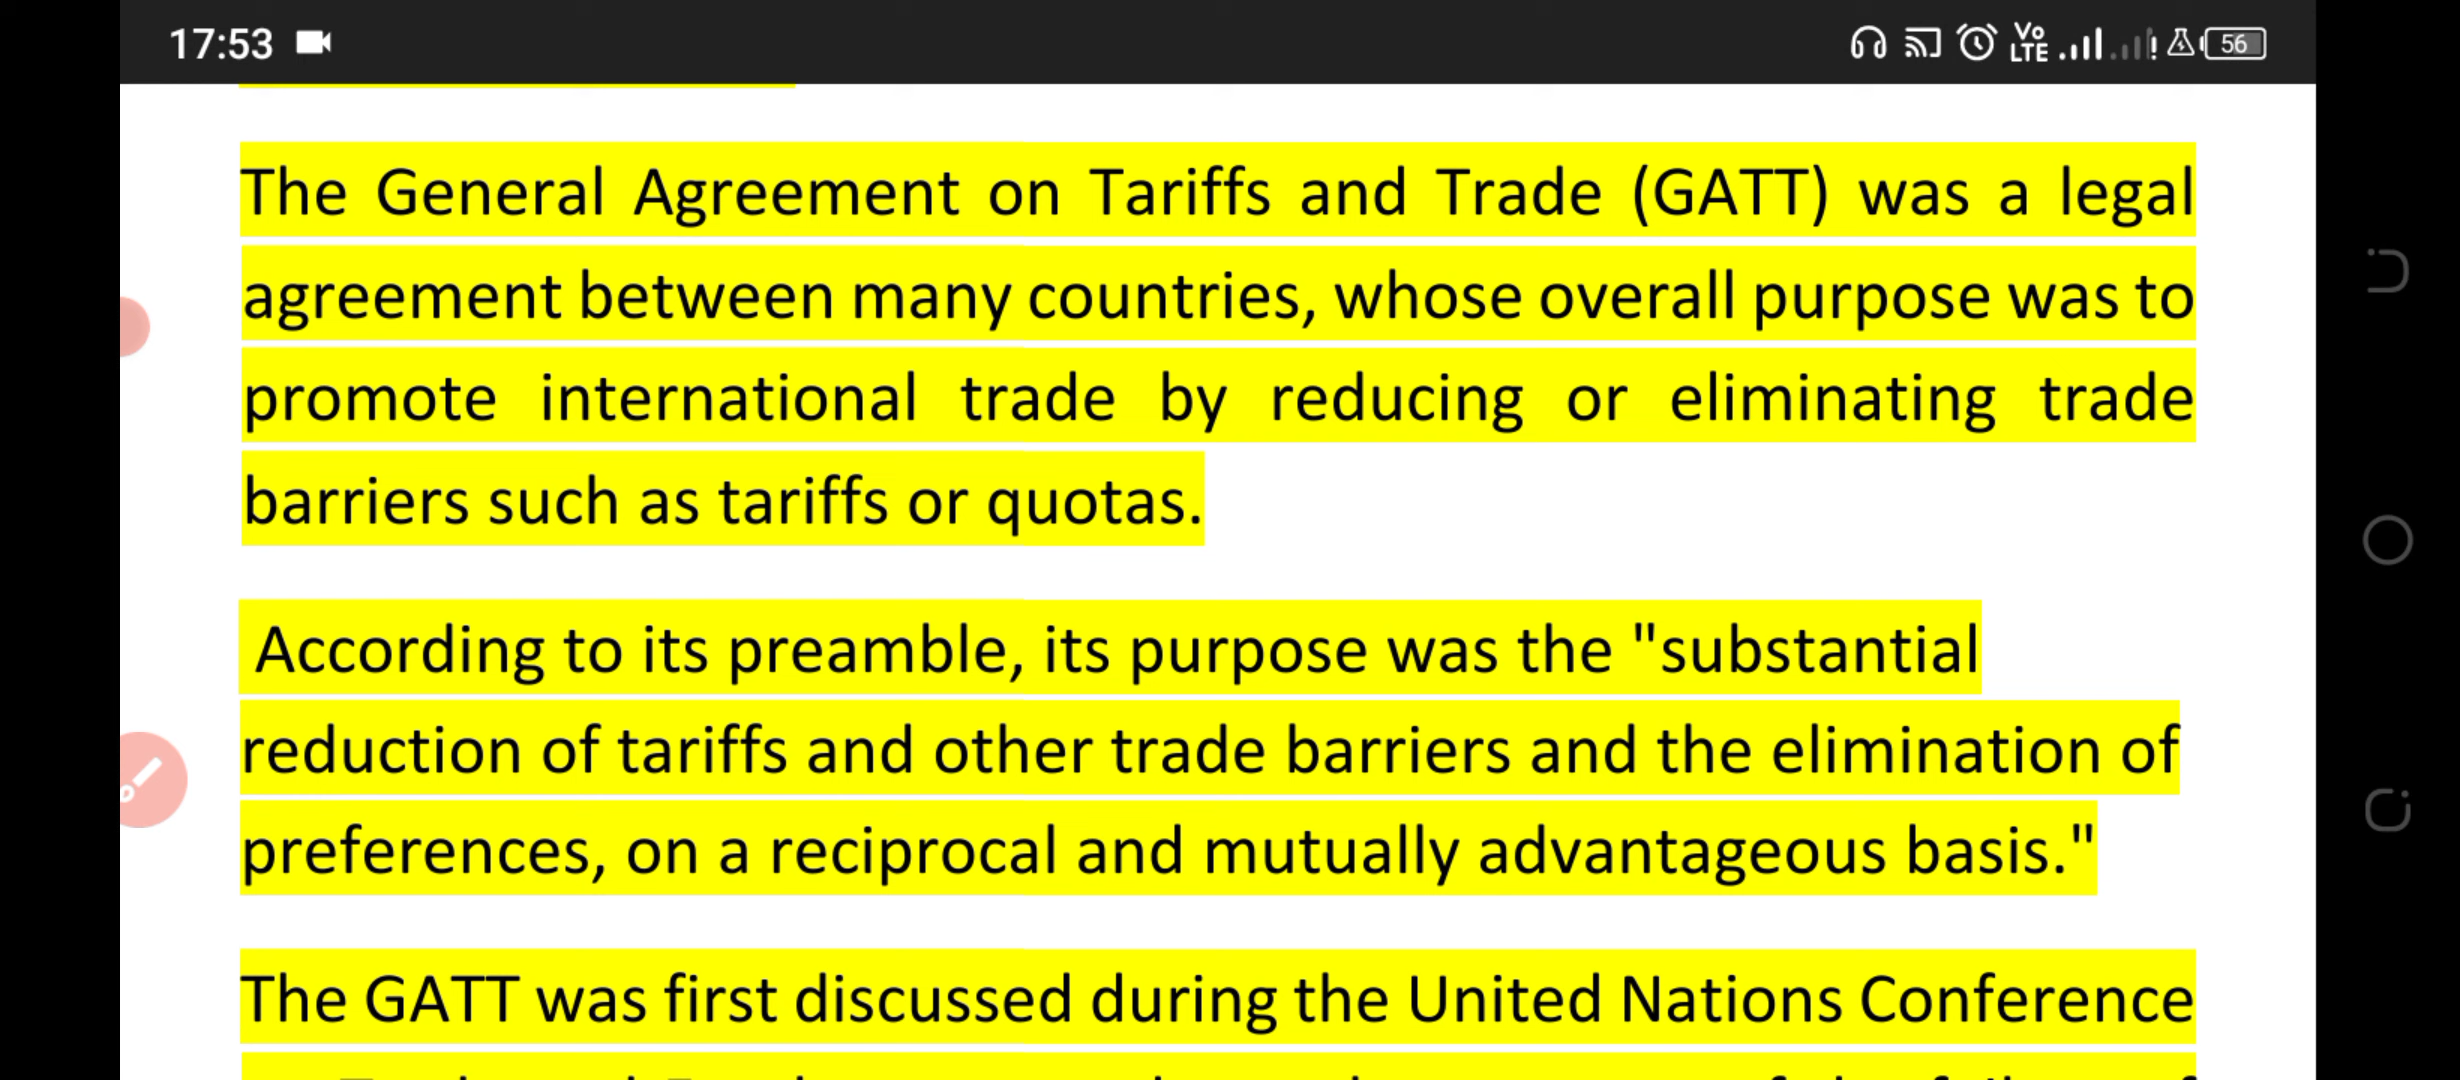 17:53
Vo
LTE
56
The General Agreement on Tariffs and Trade (GATT) was a legal
agreement between many countries, whose overall purpose was to
promote international trade by reducing or eliminating trade
barriers such as tariffs or quotas.
According to its preamble, its purpose was the "substantial
reduction of tariffs and other trade barriers and the elimination of
preferences, on a reciprocal and mutually advantageous basis."
The GATT was first discussed during the United Nations Conference